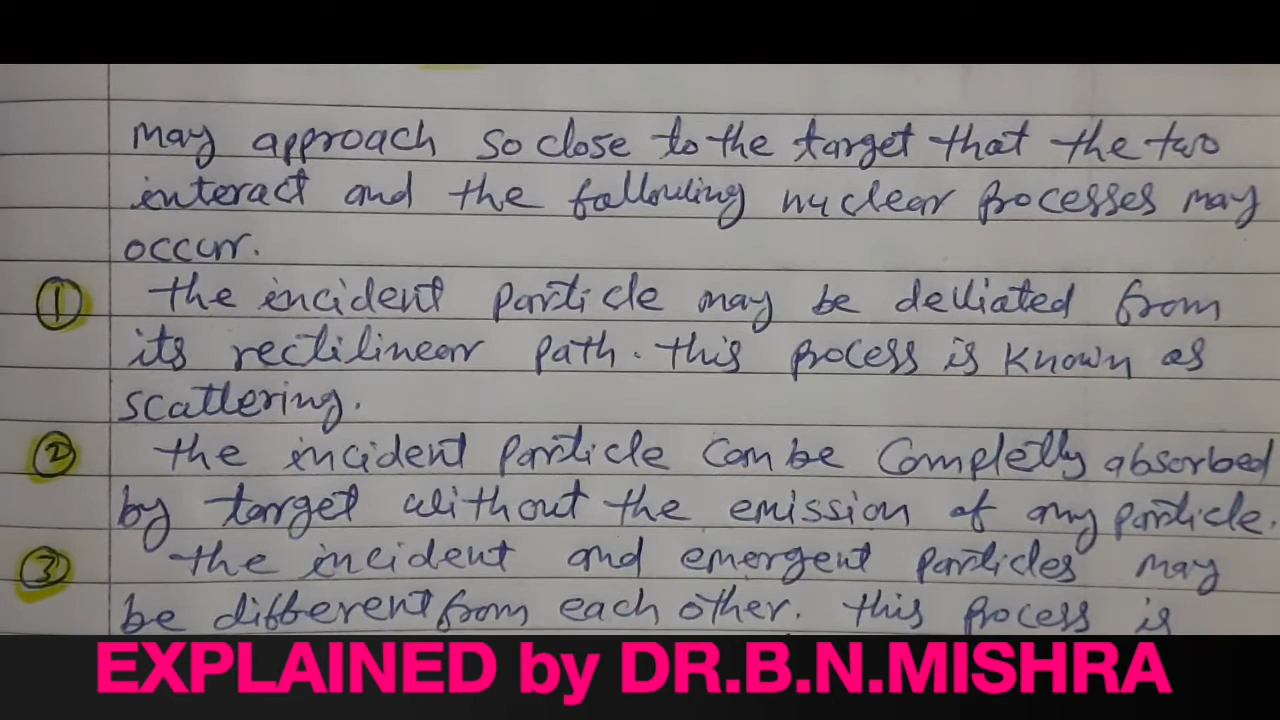 may approach so close to the target that the two
interact and the following nuclear processes may
occur.
① the incident particle may be deviated from
its rectilinear path. this process is known as
scattering.
② the incident particle can be completly absorbed
by target without the emission of any particle.
③ the incident and emergent particles may
be different from each other. this process is
EXPLAINED by DR.B.N.MISHRA